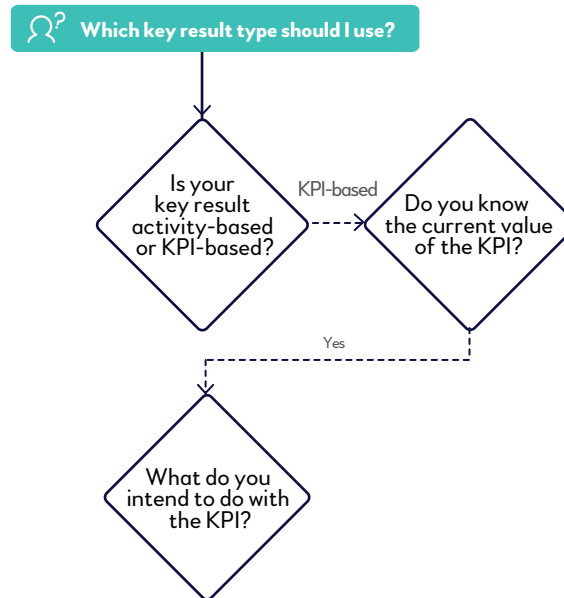 Which key result type should I use?
Is your
key result
activity-based
or KPI-based?
KPI-based
Do you know
the current value
of the KPI?
Yes
What do you
intend to do with
the KPI?